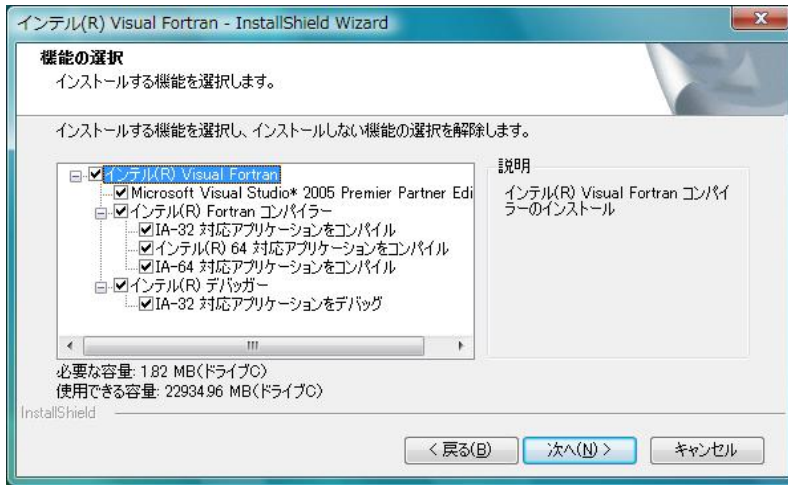 インテル(R) Visual Fortran - InstallShield Wizard
機能の選択
インストールする機能を選択します。
インストールする機能を選択し、インストールしない機能の選択を解除します。
インテル(R) Visual Fortran
Microsoft Visual Studio* 2005 Premier Partner Edi
インテル(R) Fortran コンパイラー
IA-32 対応アプリケーションをコンパイル
インテル(R) 64 対応アプリケーションをコンパイル
IA-64 対応アプリケーションをコンパイル
インテル(R) デバッガー
IA-32 対応アプリケーションをデバッグ
説明
インテル(R) Visual Fortran コンパイ
ラーのインストール
必要な容量: 1.82 MB(ドライブC)
使用できる容量: 22934.96 MB(ドライブC)
InstallShield
< 戻る(B)
次へ(N) >
キャンセル